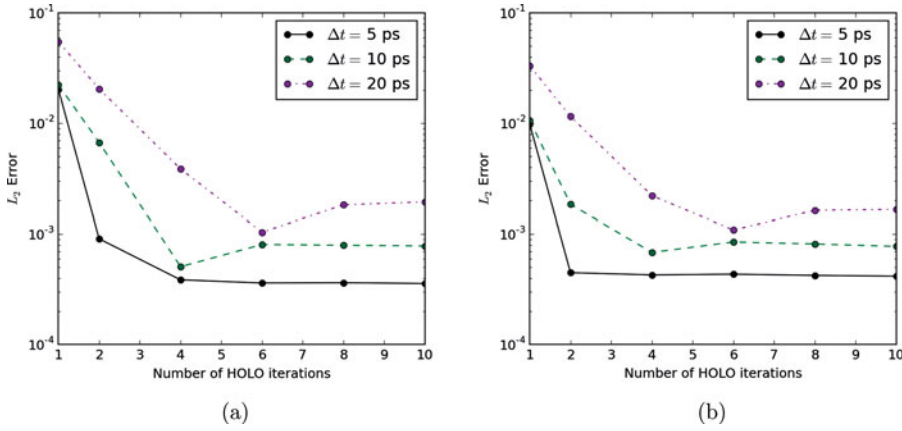 10⁻¹
10⁻²
10⁻³
10⁻⁴
L₂ Error
1 2 3 4 5 6 7 8 9 10
Number of HOLO iterations
Δt = 5 ps
Δt = 10 ps
Δt = 20 ps
(a)
10⁻¹
10⁻²
10⁻³
10⁻⁴
L₂ Error
1 2 3 4 5 6 7 8 9 10
Number of HOLO iterations
Δt = 5 ps
Δt = 10 ps
Δt = 20 ps
(b)